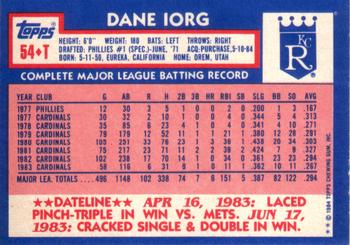 Topps
54♦T
DANE IORG
HEIGHT: 6'0" WEIGHT: 180 BATS: LEFT THROWS: RIGHT
DRAFTED: PHILLIES #1 (SPEC.)-JUNE, '71 ACQ: PURCHASE, 5-10-84
BORN: 5-11-50, EUREKA, CALIFORNIA HOME: OREM, UTAH
KC
R
COMPLETE MAJOR LEAGUE BATTING RECORD
YEAR CLUB G AB R H 2B 3B HR RBI SB SLG BB SO AVG
1977 PHILLIES 12 30 3 5 1 0 0 2 0 .200 1 3 .167
1977 CARDINALS 30 32 2 10 1 0 0 4 0 .344 5 4 .313
1978 CARDINALS 35 85 6 23 4 1 0 4 0 .341 4 10 .271
1979 CARDINALS 79 179 12 52 11 1 1 21 1 .380 12 28 .291
1980 CARDINALS 105 251 33 76 23 1 3 36 1 .438 20 34 .303
1981 CARDINALS 75 217 23 71 11 2 2 39 2 .424 7 9 .327
1982 CARDINALS 102 238 17 70 14 1 0 34 0 .361 23 23 .294
1983 CARDINALS 58 116 6 31 9 1 0 11 1 .362 10 11 .267
MAJOR LEA. TOTALS 496 1148 102 338 74 7 6 151 5 .388 82 122 .294
★DATELINE★ APR 16, 1983: LACED
PINCH-TRIPLE IN WIN VS. METS. JUN 17,
1983: CRACKED SINGLE & DOUBLE IN WIN.
© 1984 TOPPS CHEWING GUM, INC.